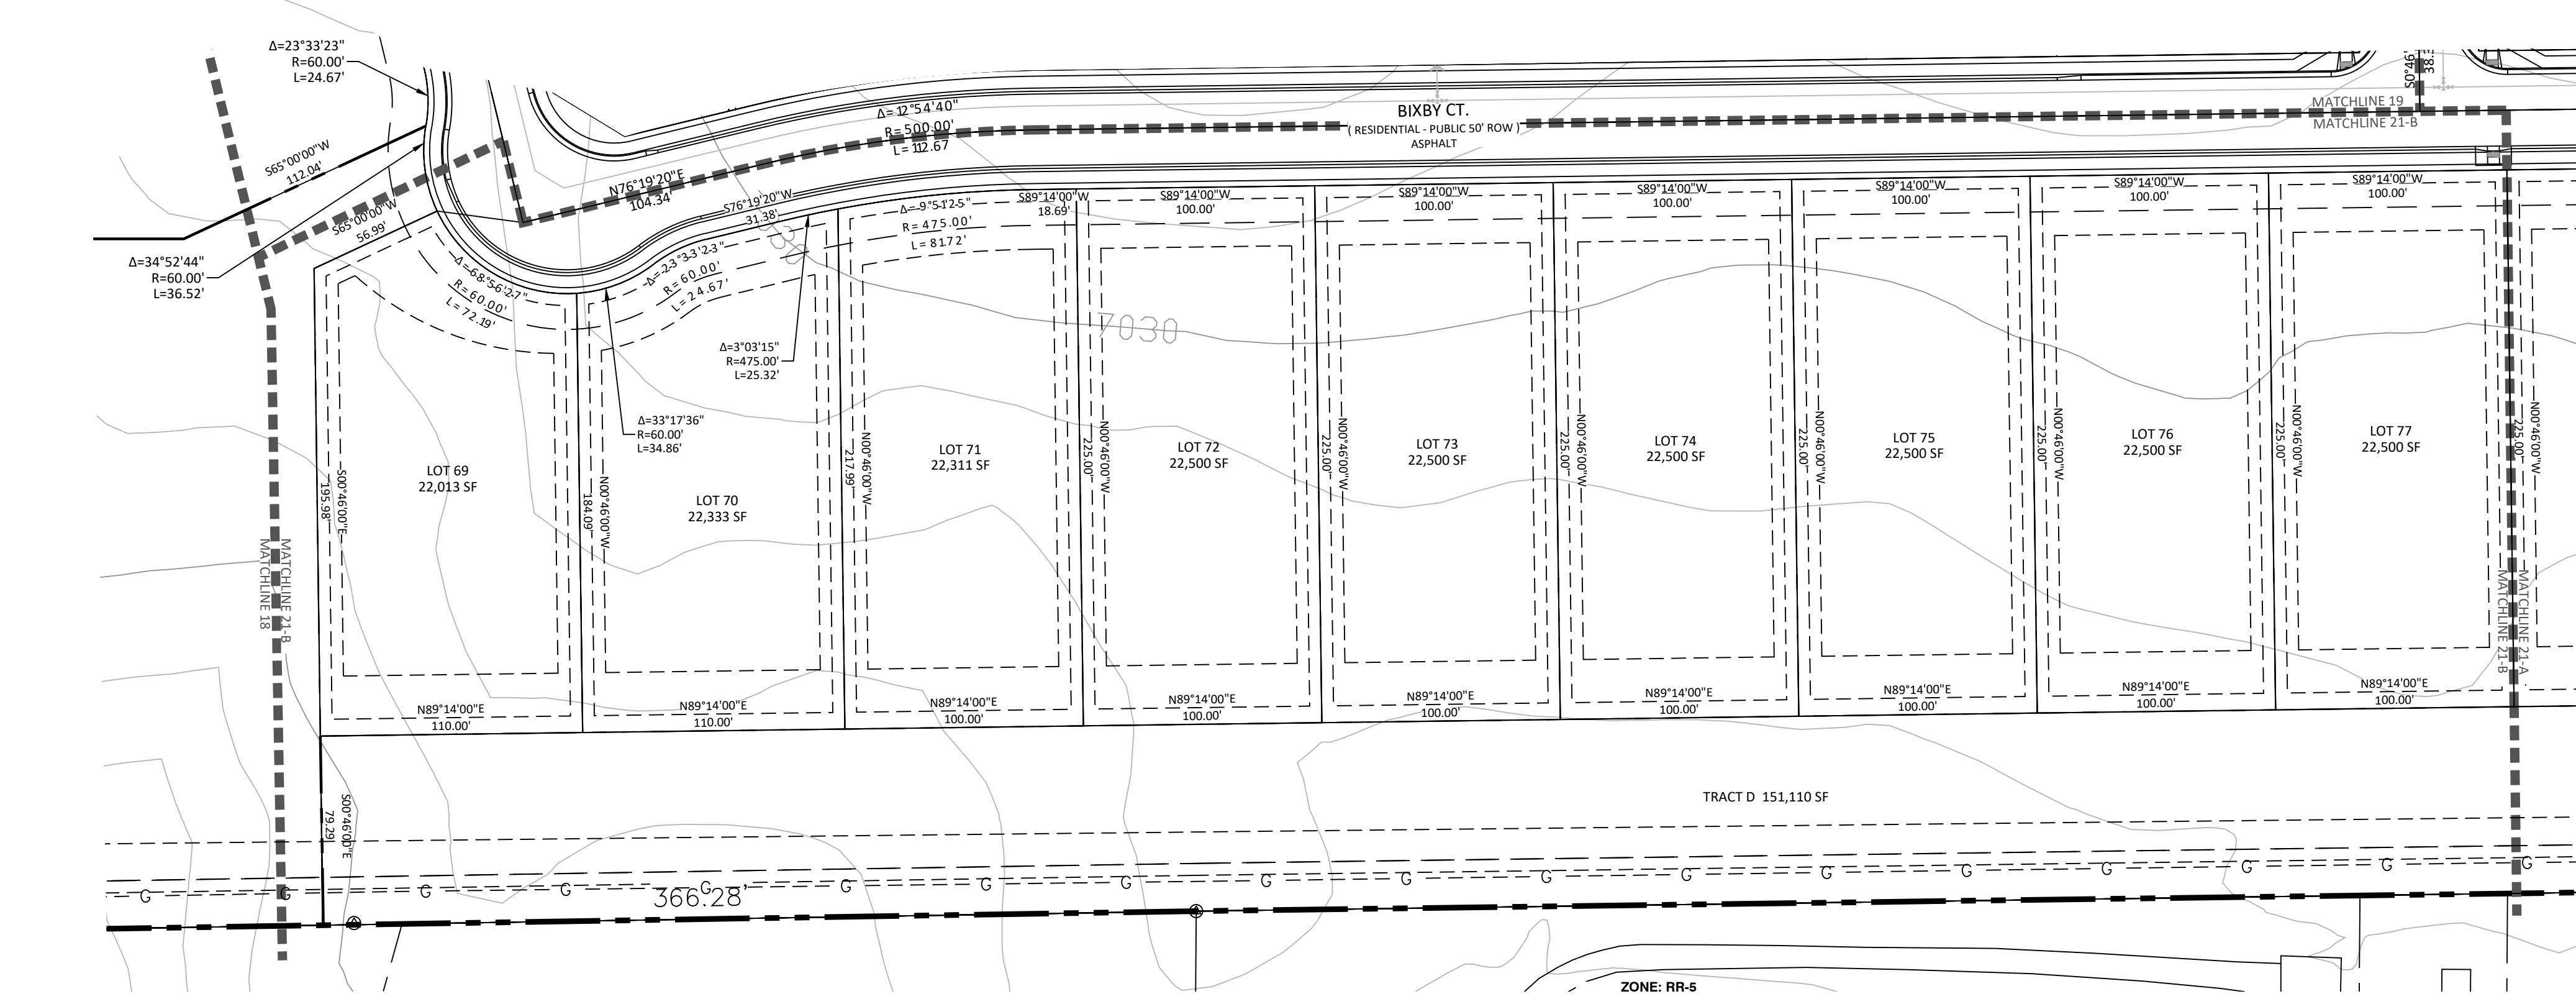 Δ=23°33'23"
R=60.00'
L=24.67'
S65°00'00"W
112.04'
S65°00'00"W
56.99'
Δ=34°52'44"
R=60.00'
L=36.52'
Δ=12°54'40"
R=500.00'
L=112.67
N76°19'20"E
104.34'
S76°19'20"W
31.38'
BIXBY CT.
( RESIDENTIAL - PUBLIC 50' ROW )
ASPHALT
MATCHLINE 19
MATCHLINE 21-B
S0°46'
Δ=68°56'27"
R=60.00'
L=72.19'
Δ=23°33'23"
R=60.00'
L=24.67'
Δ=9°51'25"
R=475.00'
L=81.72'
S89°14'00"W
18.69'
S89°14'00"W
100.00'
S89°14'00"W
100.00'
S89°14'00"W
100.00'
S89°14'00"W
100.00'
S89°14'00"W
100.00'
S89°14'00"W
100.00'
Δ=3°03'15"
R=475.00'
L=25.32'
7030
Δ=33°17'36"
R=60.00'
L=34.86'
LOT 69
22,013 SF
LOT 70
22,333 SF
LOT 71
22,311 SF
LOT 72
22,500 SF
LOT 73
22,500 SF
LOT 74
22,500 SF
LOT 75
22,500 SF
LOT 76
22,500 SF
LOT 77
22,500 SF
S00°46'00"E
195.98'
N00°46'00"W
184.09'
N00°46'00"W
217.99'
N00°46'00"W
225.00'
N00°46'00"W
225.00'
N00°46'00"W
225.00'
N00°46'00"W
225.00'
N00°46'00"W
225.00'
N00°46'00"W
225.00'
N00°46'00"W
225.00'
MATCHLINE 21-B
MATCHLINE 18
MATCHLINE 21-A
MATCHLINE 21-B
N89°14'00"E
110.00'
N89°14'00"E
110.00'
N89°14'00"E
100.00'
N89°14'00"E
100.00'
N89°14'00"E
100.00'
N89°14'00"E
100.00'
N89°14'00"E
100.00'
N89°14'00"E
100.00'
N89°14'00"E
100.00'
S00°46'00"E
79.29'
TRACT D 151,110 SF
G G G G G G G G G G G G G G G G G G
366.28'
ZONE: RR-5